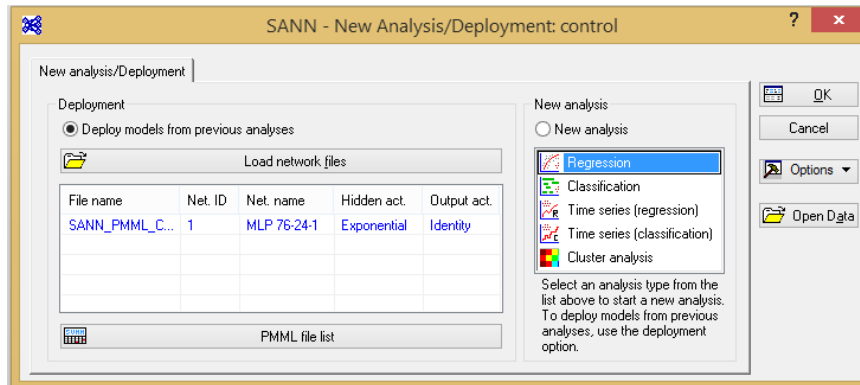 SANN - New Analysis/Deployment: control
?
x
New analysis/Deployment
Deployment
Deploy models from previous analyses
Load network files
File name Net. ID Net. name Hidden act. Output act.
SANN_PMML_C... 1 MLP 76-24-1 Exponential Identity
PMML file list
New analysis
New analysis
Regression
Classification
Time series (regression)
Time series (classification)
Cluster analysis
Select an analysis type from the
list above to start a new analysis.
To deploy models from previous
analyses, use the deployment
option.
OK
Cancel
Options
Open Data